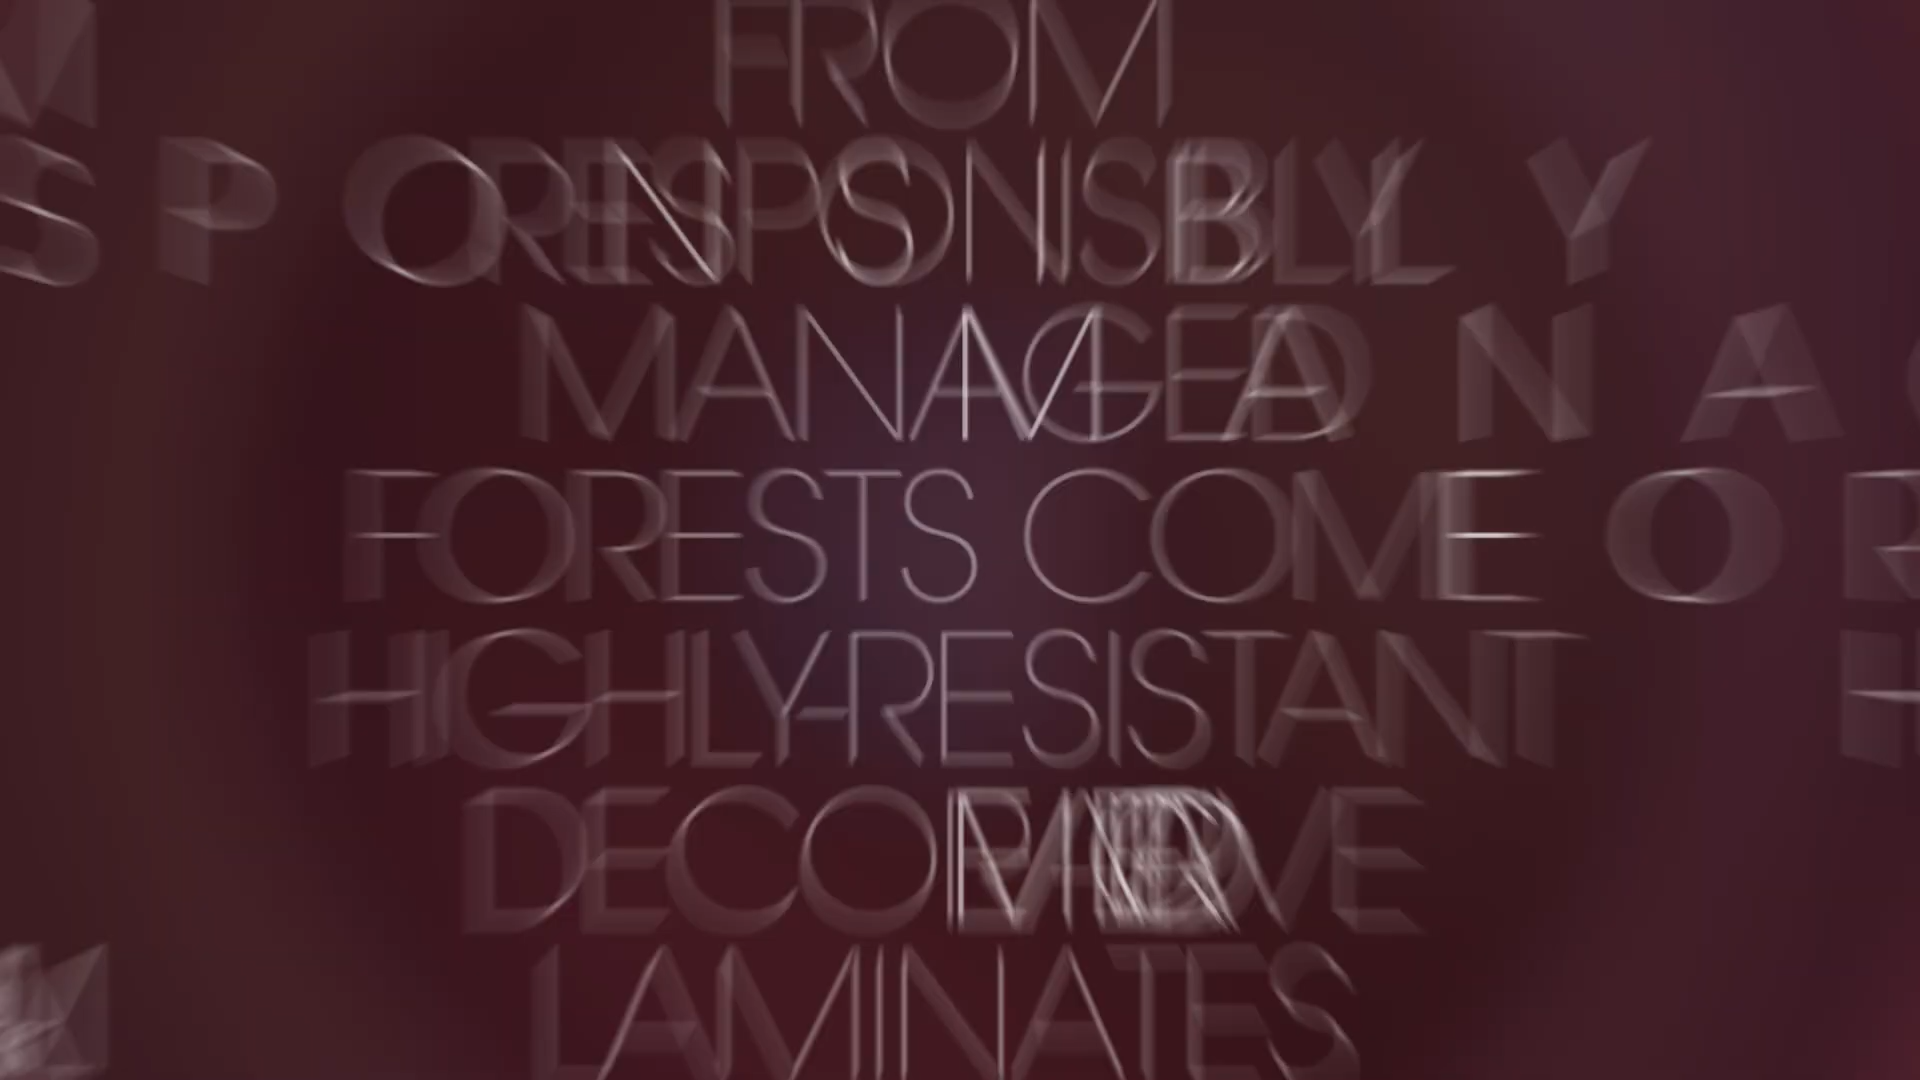 FROM
RESPONSIBLY
MANAGED
FORESTS COME
HIGHLY-RESISTANT
DECORATIVE
LAMINATES